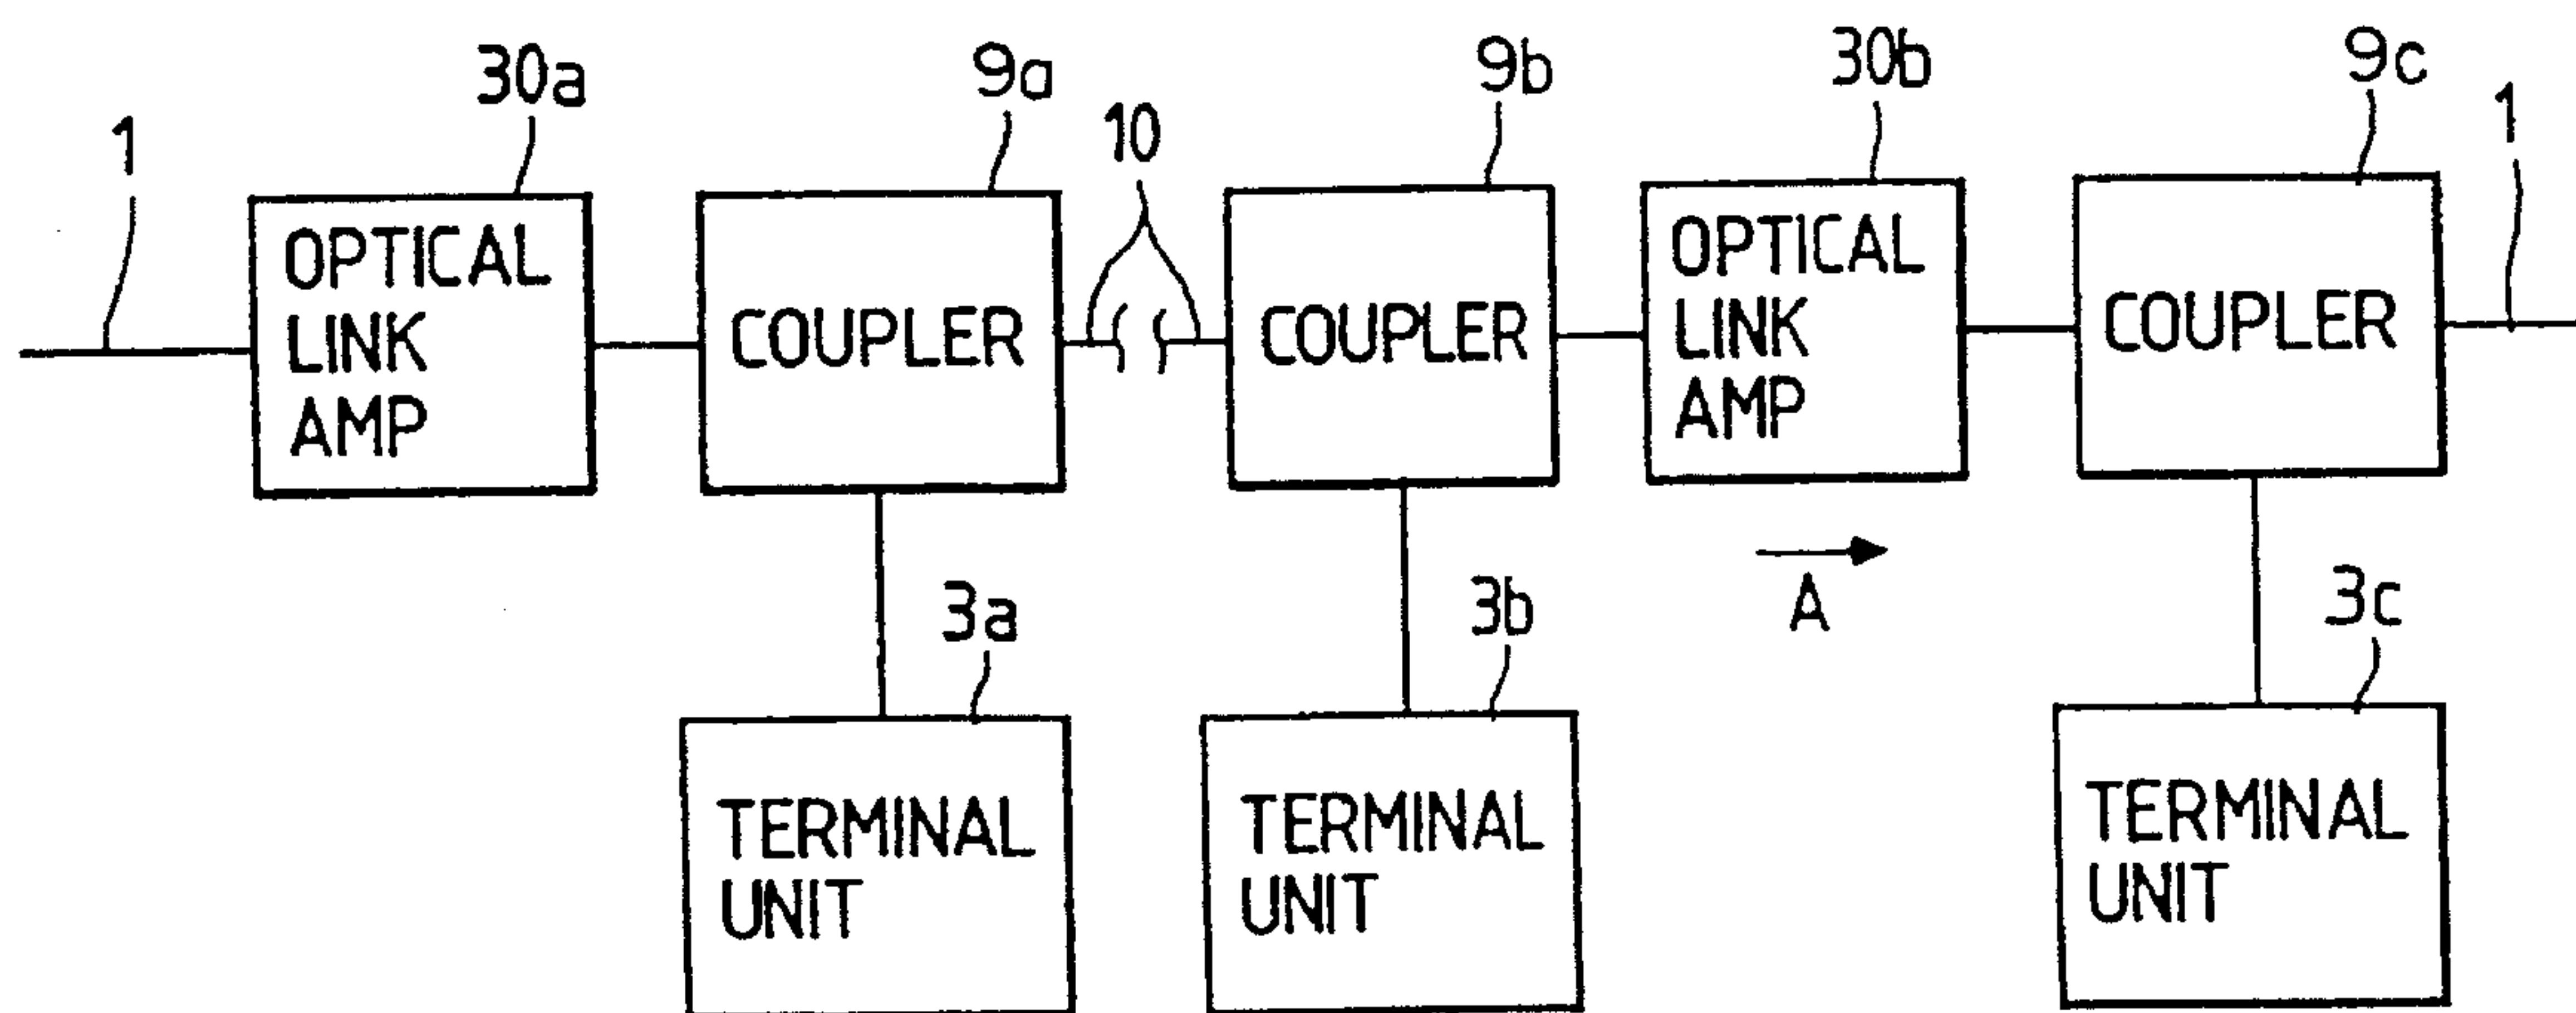 1
30a
9a
10
9b
30b
9c
1
OPTICAL
LINK
AMP
COUPLER
COUPLER
OPTICAL
LINK
AMP
COUPLER
A
3a
3b
3c
TERMINAL
UNIT
TERMINAL
UNIT
TERMINAL
UNIT